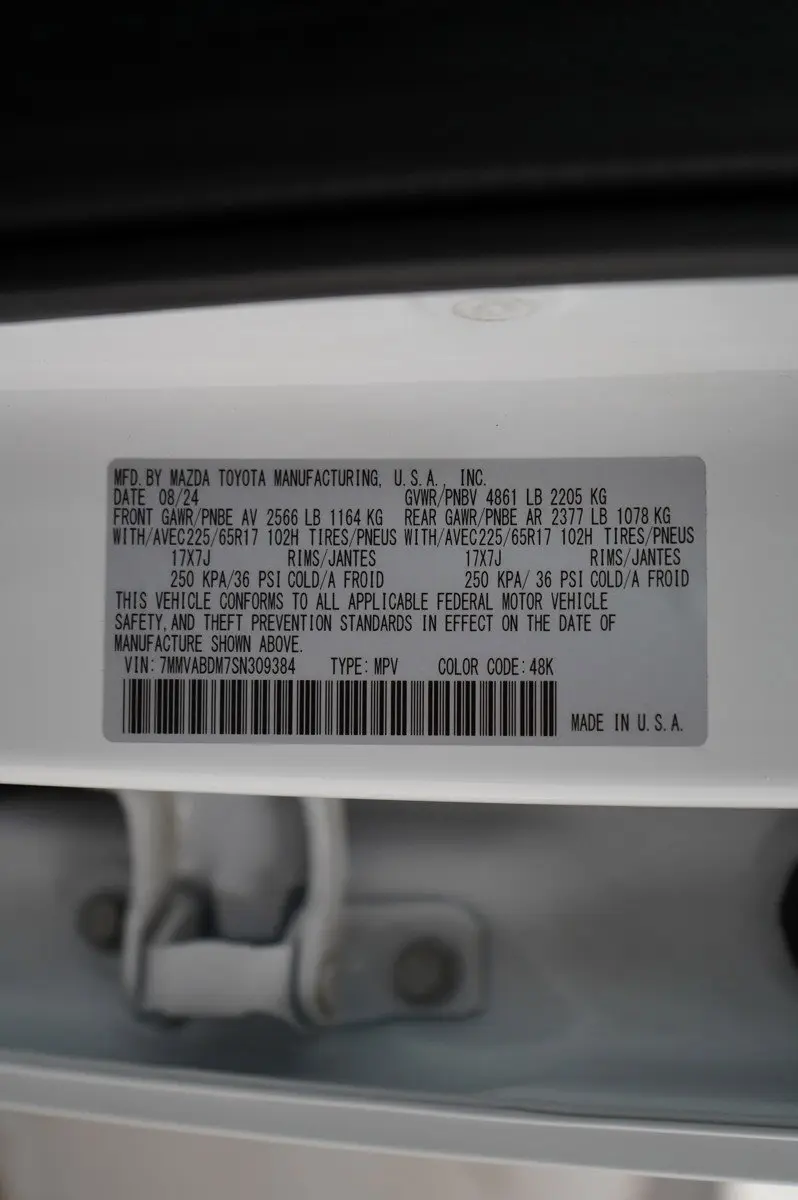 MFD. BY MAZDA TOYOTA MANUFACTURING, U.S.A., INC.
DATE 08/24 GVWR/PNBV 4861 LB 2205 KG
FRONT GAWR/PNBE AV 2566 LB 1164 KG REAR GAWR/PNBE AR 2377 LB 1078 KG
WITH/AVEC225/65R17 102H TIRES/PNEUS WITH/AVEC225/65R17 102H TIRES/PNEUS
17X7J RIMS/JANTES 17X7J RIMS/JANTES
250 KPA/36 PSI COLD/A FROID 250 KPA/ 36 PSI COLD/A FROID
THIS VEHICLE CONFORMS TO ALL APPLICABLE FEDERAL MOTOR VEHICLE
SAFETY, AND THEFT PREVENTION STANDARDS IN EFFECT ON THE DATE OF
MANUFACTURE SHOWN ABOVE.
VIN: 7MMVABDM7SN309384 TYPE: MPV COLOR CODE: 48K
MADE IN U.S.A.